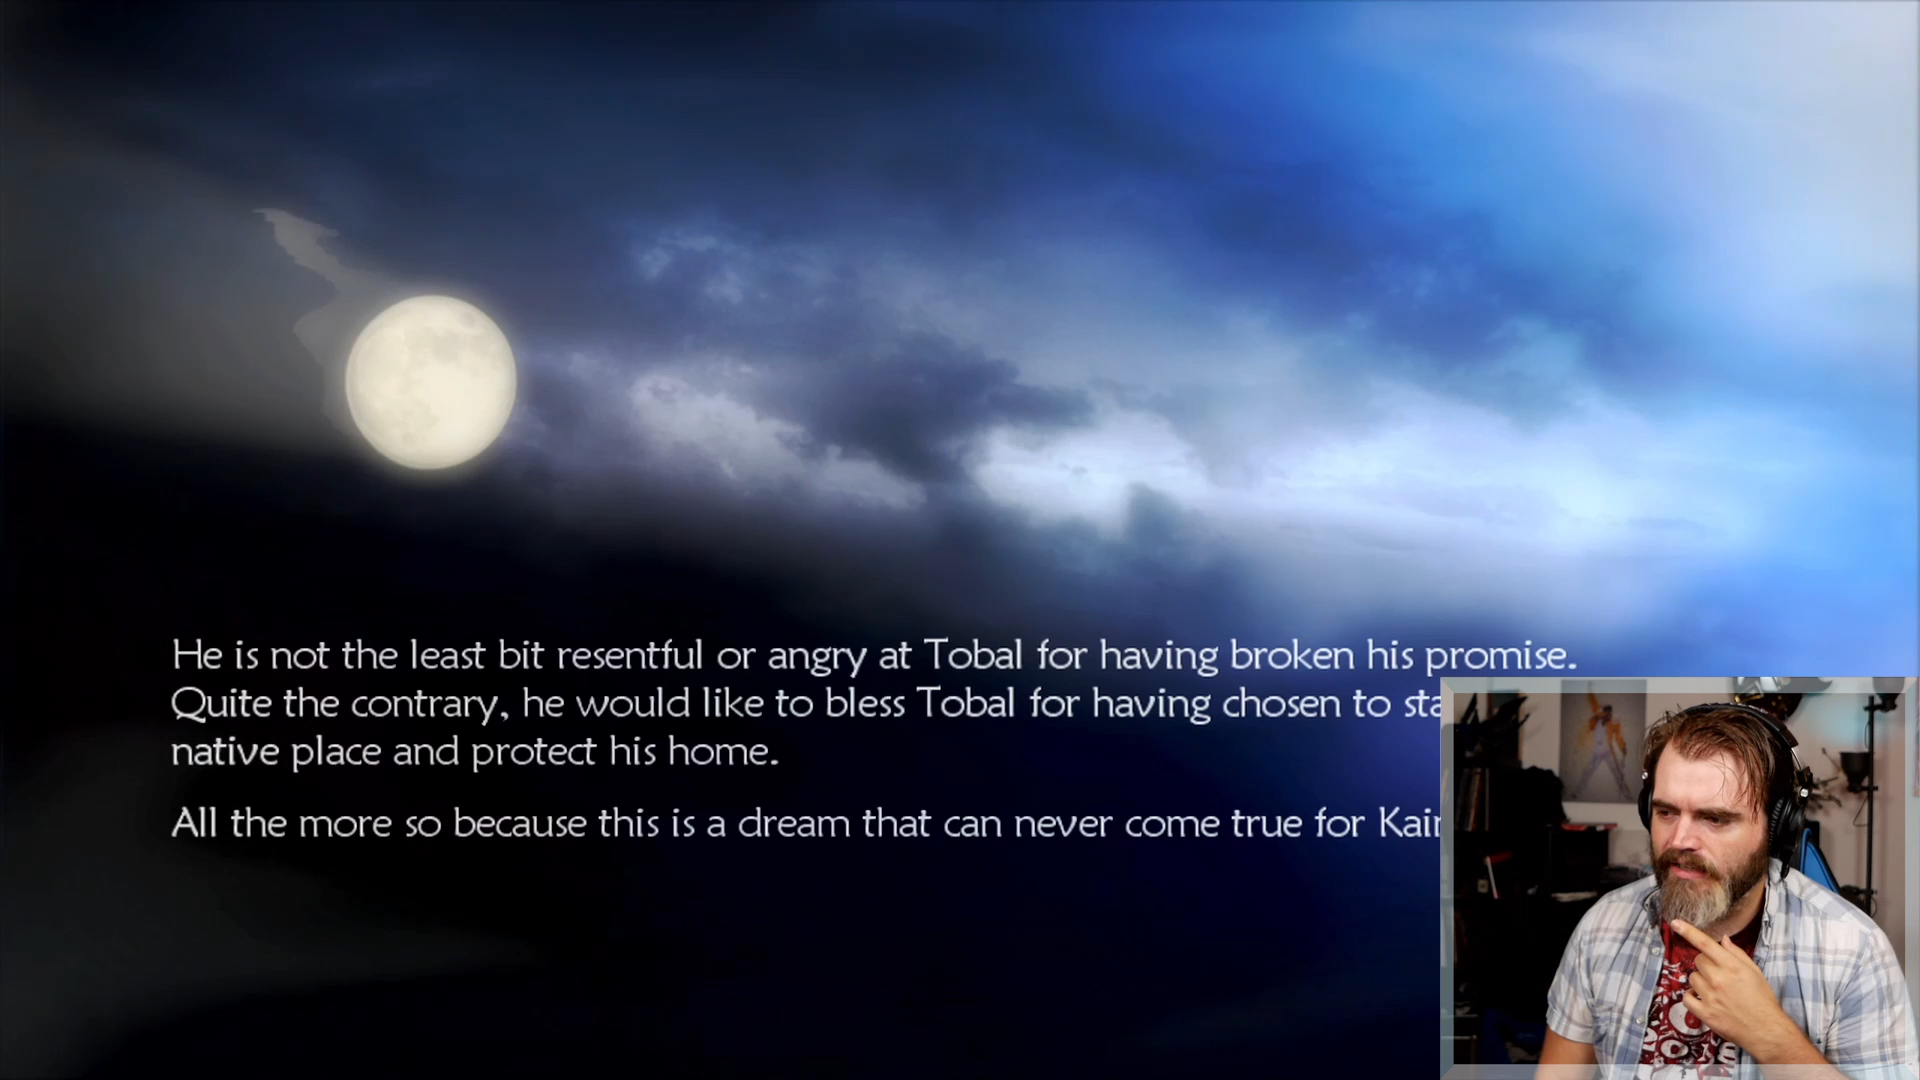 He is not the least bit resentful or angry at Tobal for having broken his promise.
Quite the contrary, he would like to bless Tobal for having chosen to
native place and protect his home.
All the more so because this is a dream that can never come true for